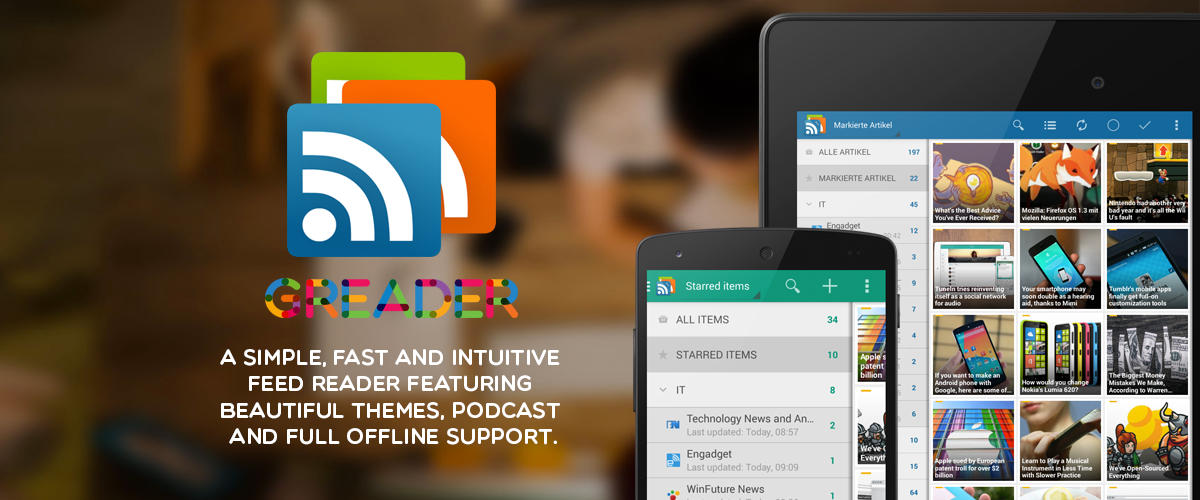 GREADER
A SIMPLE, FAST AND INTUITIVE
FEED READER FEATURING
BEAUTIFUL THEMES, PODCAST
AND FULL OFFLINE SUPPORT.
Starred items
ALL ITEMS 34
STARRED ITEMS 10
IT 8
Technology News and An... 2
Last updated: Today, 08:57
Engadget 1
Last updated: Today, 09:09
WinFuture News 1
Apple's
patent
billion
We've O
Everyth
Markierte Artikel
ALLE ARTIKEL 197
MARKIERTE ARTIKEL 22
IT 45
Engadget 12
:42
3
9
7
4
2
2
6
10
15
64
What's the Best Advice
You've Ever Received?
Mozilla: Firefox OS 1.3 mit
vielen Neuerungen
Nintendo had another very
bad year and it's all the Wii
U's fault
TuneIn tries reinventing
itself as a social network
for audio
Your smartphone may
soon double as a hearing
aid, thanks to Mimi
Tumblr's mobile apps
finally get full-on
customization tools
If you want to make an
Android phone with
Google, here are some of...
How would you change
Nokia's Lumia 620?
The Biggest Money
Mistakes We Make,
According to Warren...
Apple sued by European
patent troll for over $2
billion
Learn to Play a Musical
Instrument in Less Time
with Slower Practice
We've Open-Sourced
Everything